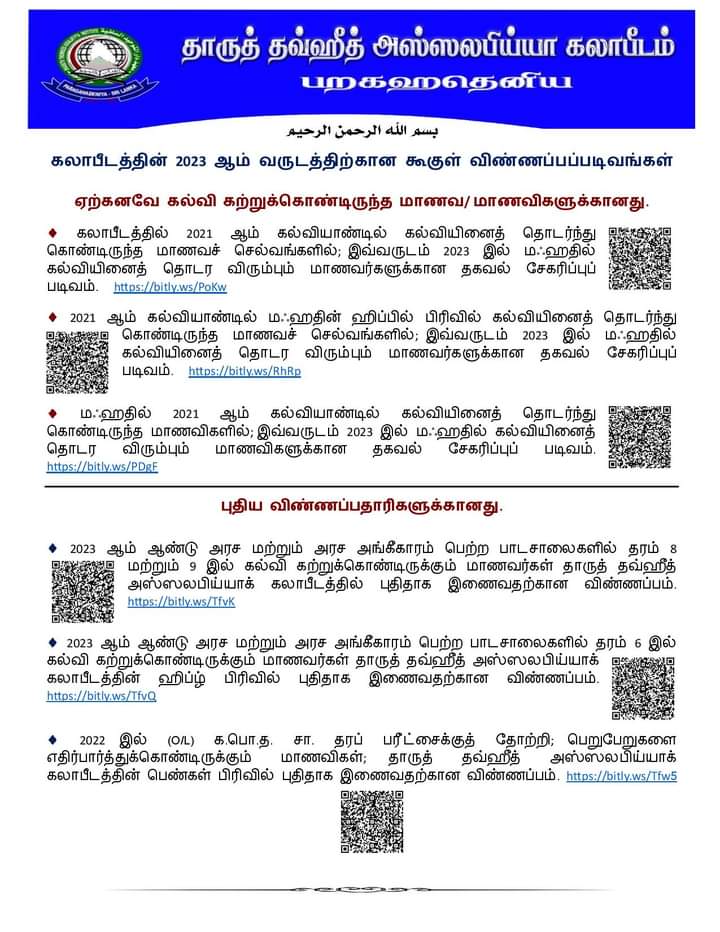 தாருத் தவ்ஹீத் அஸ்ஸலபிய்யா கலாபீடம்
பறகஹதெனிய
PARAGAHADENIYA - SRI LANKA
بسم الله الرحمن الرحيم
கலாபீடத்தின் 2023 ஆம் வருடத்திற்கான கூகுள் விண்ணப்பப்படிவங்கள்
ஏற்கனவே கல்வி கற்றுக்கொண்டிருந்த மாணவ/ மாணவிகளுக்கானது.
♦ கலாபீடத்தில் 2021 ஆம் கல்வியாண்டில் கல்வியினைத் தொடர்ந்து
கொண்டிருந்த மாணவச் செல்வங்களில்; இவ்வருடம் 2023 இல் மஃஹதில்
கல்வியினைத் தொடர விரும்பும் மாணவர்களுக்கான தகவல் சேகரிப்புப்
படிவம். https://bitly.ws/PoKw
♦ 2021 ஆம் கல்வியாண்டில் மஃஹதின் ஹிப்பில் பிரிவில் கல்வியினைத் தொடர்ந்து
கொண்டிருந்த மாணவச் செல்வங்களில்; இவ்வருடம் 2023 இல் மஃஹதில்
கல்வியினைத் தொடர விரும்பும் மாணவர்களுக்கான தகவல் சேகரிப்புப்
படிவம். https://bitly.ws/RhRp
♦ மஃஹதில் 2021 ஆம் கல்வியாண்டில் கல்வியினைத் தொடர்ந்து
கொண்டிருந்த மாணவிகளில்; இவ்வருடம் 2023 இல் மஃஹதில் கல்வியினைத்
தொடர விரும்பும் மாணவிகளுக்கான தகவல் சேகரிப்புப் படிவம்.
https://bitly.ws/PDgF
புதிய விண்ணப்பதாரிகளுக்கானது.
♦ 2023 ஆம் ஆண்டு அரச மற்றும் அரச அங்கீகாரம் பெற்ற பாடசாலைகளில் தரம் 8
மற்றும் 9 இல் கல்வி கற்றுக்கொண்டிருக்கும் மாணவர்கள் தாருத் தவ்ஹீத்
அஸ்ஸலபிய்யாக் கலாபீடத்தில் புதிதாக இணைவதற்கான விண்ணப்பம்.
https://bitly.ws/TfvK
♦ 2023 ஆம் ஆண்டு அரச மற்றும் அரச அங்கீகாரம் பெற்ற பாடசாலைகளில் தரம் 6 இல்
கல்வி கற்றுக்கொண்டிருக்கும் மாணவர்கள் தாருத் தவ்ஹீத் அஸ்ஸலபிய்யாக்
கலாபீடத்தின் ஹிப்ழ் பிரிவில் புதிதாக இணைவதற்கான விண்ணப்பம்.
https://bitly.ws/TfvQ
♦ 2022 இல் (O/L) க.பொ.த. சா. தரப் பரீட்சைக்குத் தோற்றி; பெறுபேறுகளை
எதிர்பார்த்துக்கொண்டிருக்கும் மாணவிகள்; தாருத் தவ்ஹீத் அஸ்ஸலபிய்யாக்
கலாபீடத்தின் பெண்கள் பிரிவில் புதிதாக இணைவதற்கான விண்ணப்பம். https://bitly.ws/Tfw5